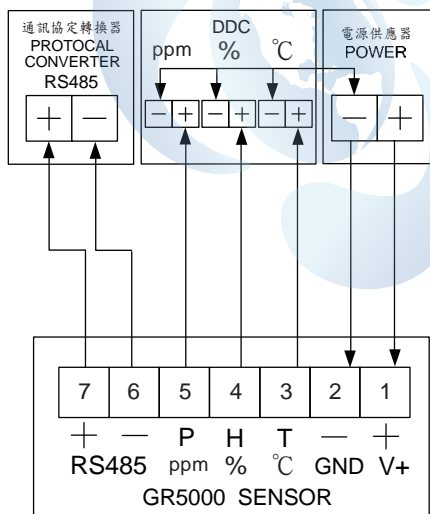 通訊協定轉換器
PROTOCAL
CONVERTER
RS485
+ −
DDC
ppm % ℃
− + − + − +
電源供應器
POWER
− +
7 6 5 4 3 2 1
+ − P H T − +
RS485 ppm % ℃ GND V+
GR5000 SENSOR